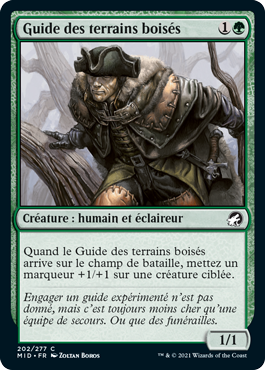 Guide des terrains boisés 1
Créature : humain et éclaireur
Quand le Guide des terrains boisés
arrive sur le champ de bataille, mettez un
marqueur +1/+1 sur une créature ciblée.
Engager un guide expérimenté n'est pas
donné, mais c'est toujours moins cher qu'une
équipe de secours. Ou que des funérailles.
1/1
202/277 C
MID • FR Zoltan Boros
™ & © 2021 Wizards of the Coast